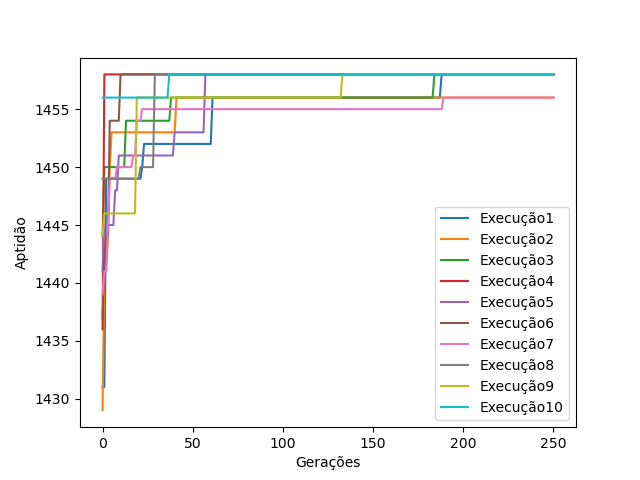 1455
1450
1445
1440
1435
1430
Aptidão
0 50 100 150 200 250
Gerações
Execução1
Execução2
Execução3
Execução4
Execução5
Execução6
Execução7
Execução8
Execução9
Execução10